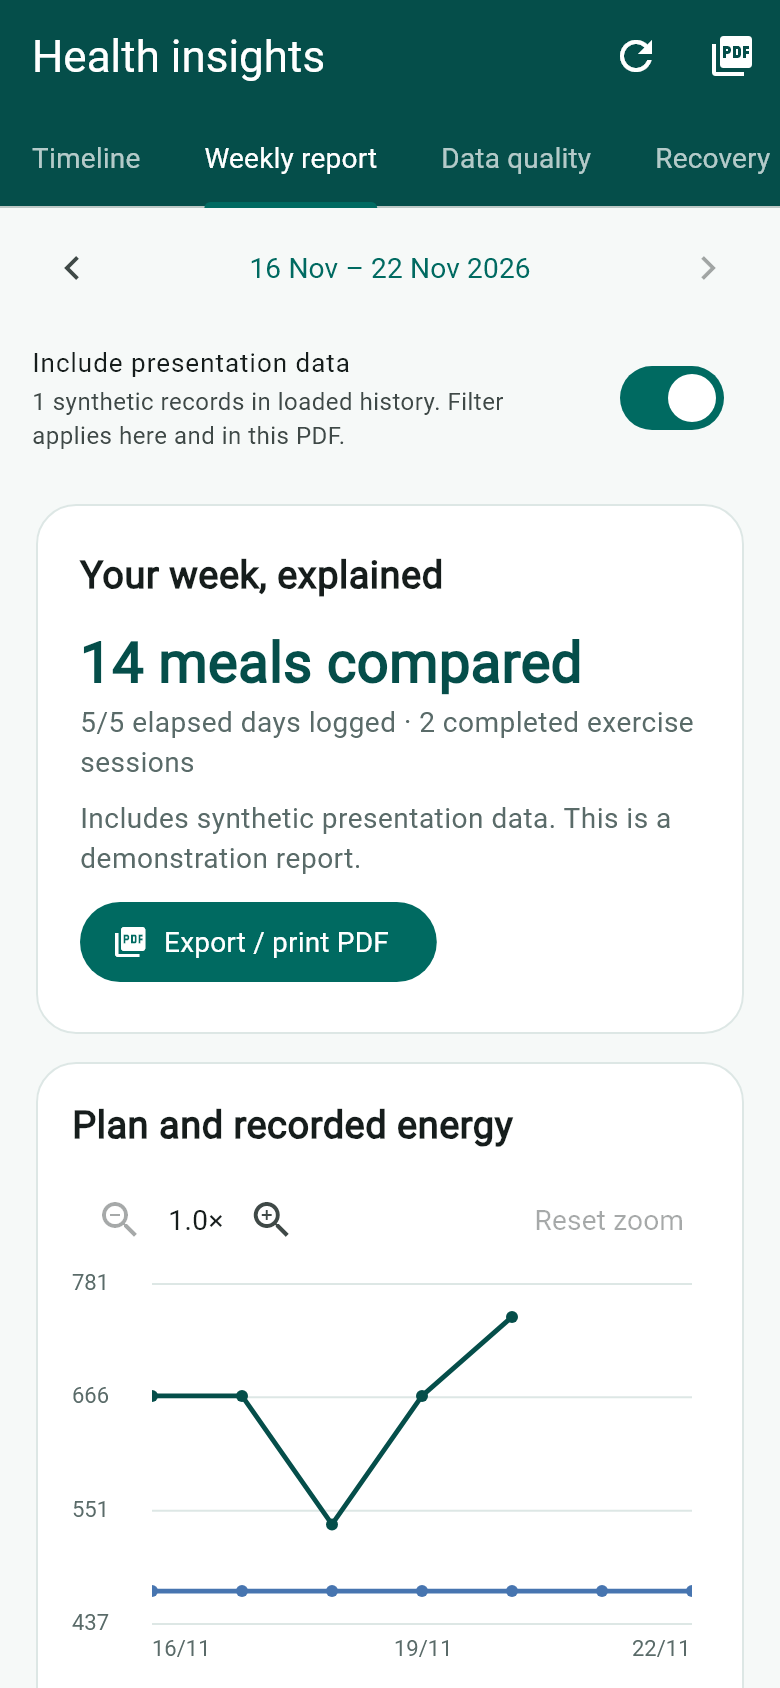 Health insights
PDF
Timeline
Weekly report
Data quality
Recovery
16 Nov – 22 Nov 2026
Include presentation data
1 synthetic records in loaded history. Filter
applies here and in this PDF.
Your week, explained
14 meals compared
5/5 elapsed days logged · 2 completed exercise
sessions
Includes synthetic presentation data. This is a
demonstration report.
PDF
Export / print PDF
Plan and recorded energy
1.0×
Reset zoom
781
666
551
437
16/11
19/11
22/11